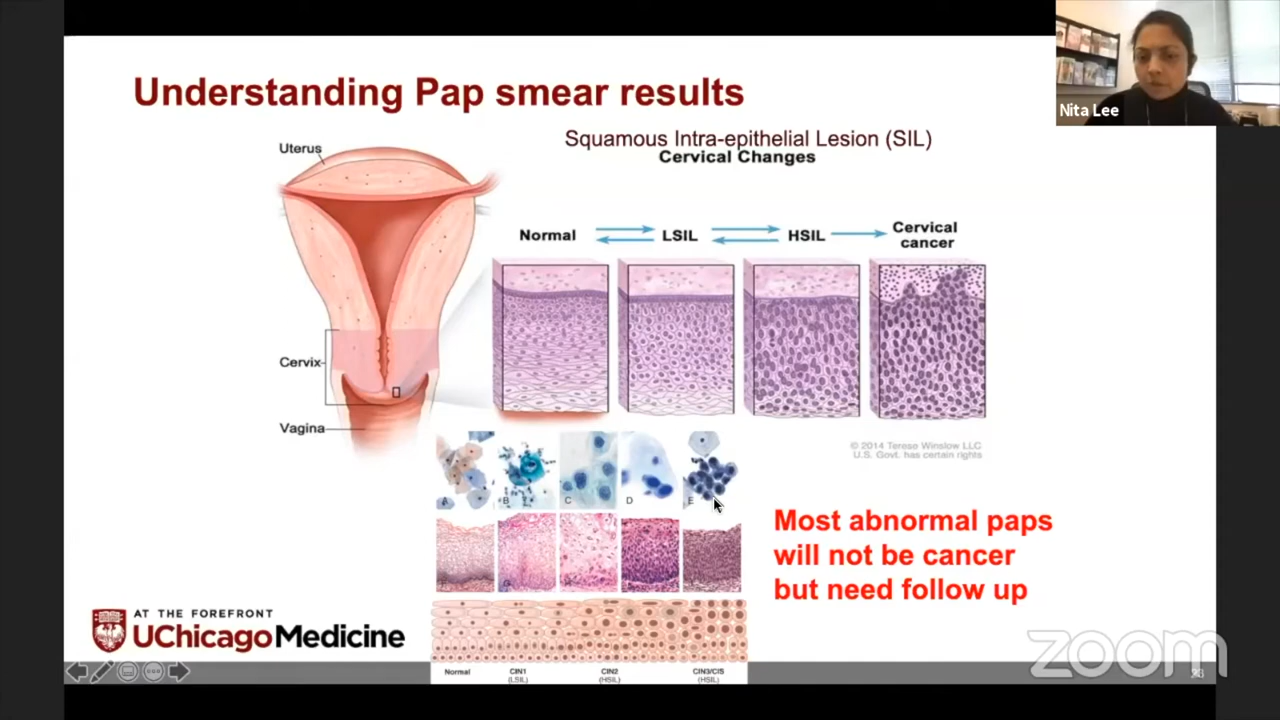 Understanding Pap smear results
Nita Lee
Squamous Intra-epithelial Lesion (SIL)
Cervical Changes
Uterus
Normal
LSIL
HSIL
Cervical
cancer
Cervix
Vagina
© 2014 Terese Winslow LLC
U.S. Govt. has certain rights
A
B
C
D
E
Most abnormal paps
will not be cancer
but need follow up
AT THE FOREFRONT
UChicago Medicine
Normal
CIN1
(LSIL)
CIN2
(HSIL)
CIN3/CIS
(HSIL)
zoom